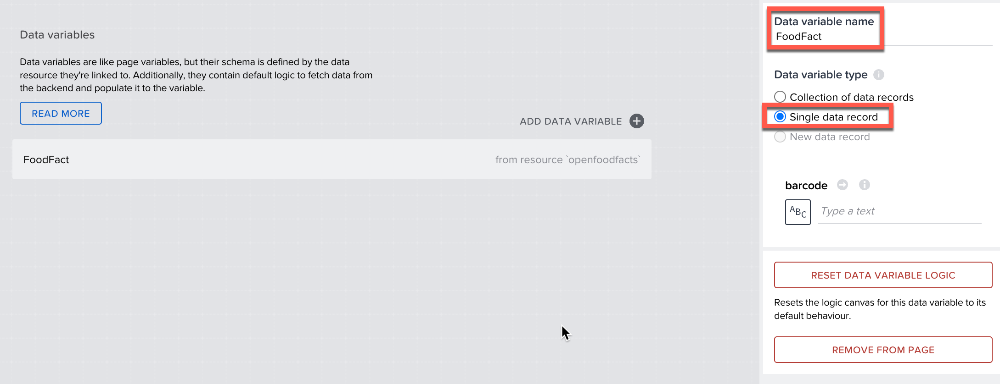 Data variables
Data variables are like page variables, but their schema is defined by the data
resource they're linked to. Additionally, they contain default logic to fetch data from
the backend and populate it to the variable.
READ MORE
ADD DATA VARIABLE
FoodFact
from resource `openfoodfacts`
Data variable name
FoodFact
Data variable type
Collection of data records
Single data record
New data record
barcode
ABC
Type a text
RESET DATA VARIABLE LOGIC
Resets the logic canvas for this data variable to its
default behaviour.
REMOVE FROM PAGE